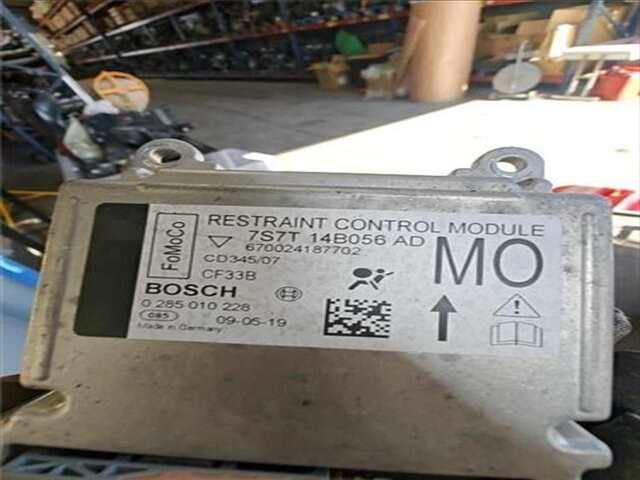 FoMoCo
RESTRAINT CONTROL MODULE
7S7T 14B056 AD
670024187702
CD345/07
CF33B
MO
BOSCH
0 285 010 228
085
09-05-19
Made in Germany